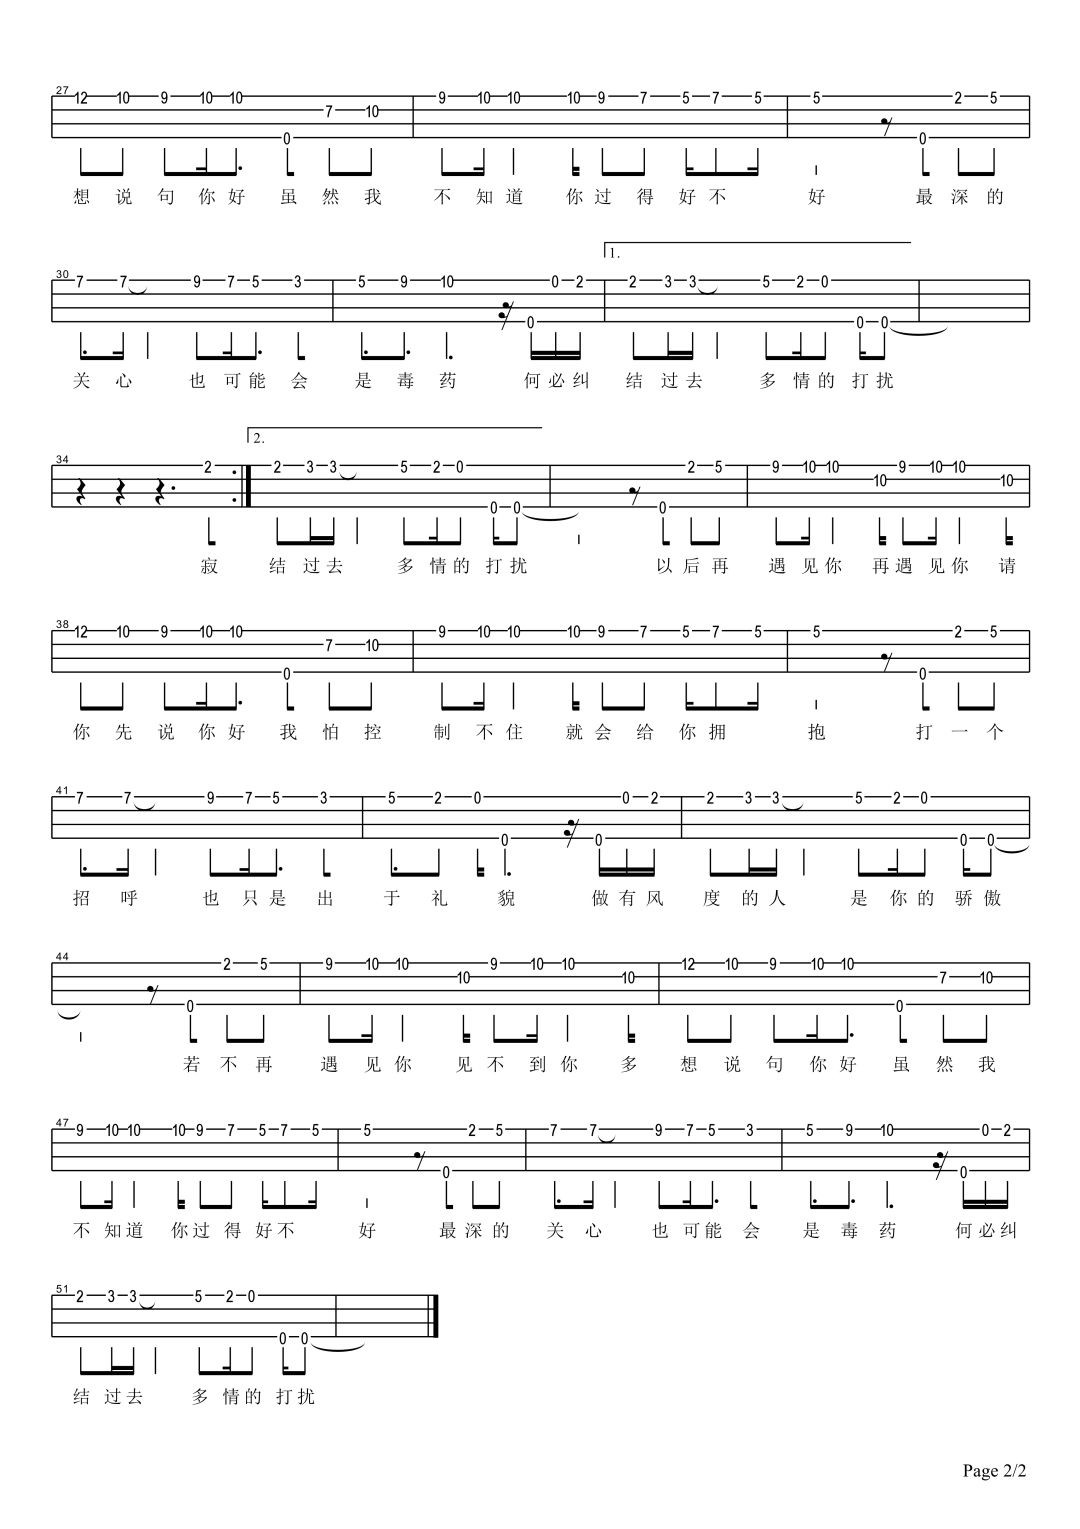 27
12 10 9 10 10 0 7 10 9 10 10 10 9 7 5 7 5 5 0 2 5
想 说 句 你 好 虽 然 我 不 知 道 你 过 得 好 不 好 最 深 的
30
1.
7 7 9 7 5 3 5 9 10 0 0 2 2 3 3 5 2 0 0 0
关 心 也 可 能 会 是 毒 药 何 必 纠 结 过 去 多 情 的 打 扰
34
2.
2 2 3 3 5 2 0 0 0 0 2 5 9 10 10 10 9 10 10 10
寂 结 过 去 多 情 的 打 扰 以 后 再 遇 见 你 再 遇 见 你 请
38
12 10 9 10 10 0 7 10 9 10 10 10 9 7 5 7 5 5 0 2 5
你 先 说 你 好 我 怕 控 制 不 住 就 会 给 你 拥 抱 打 一 个
41
7 7 9 7 5 3 5 2 0 0 0 0 2 2 3 3 5 2 0 0 0
招 呼 也 只 是 出 于 礼 貌 做 有 风 度 的 人 是 你 的 骄 傲
44
0 2 5 9 10 10 10 9 10 10 10 12 10 9 10 10 0 7 10
若 不 再 遇 见 你 见 不 到 你 多 想 说 句 你 好 虽 然 我
47
9 10 10 10 9 7 5 7 5 5 0 2 5 7 7 9 7 5 3 5 9 10 0 0 2
不 知 道 你 过 得 好 不 好 最 深 的 关 心 也 可 能 会 是 毒 药 何 必 纠
51
2 3 3 5 2 0 0 0
结 过 去 多 情 的 打 扰
Page 2/2